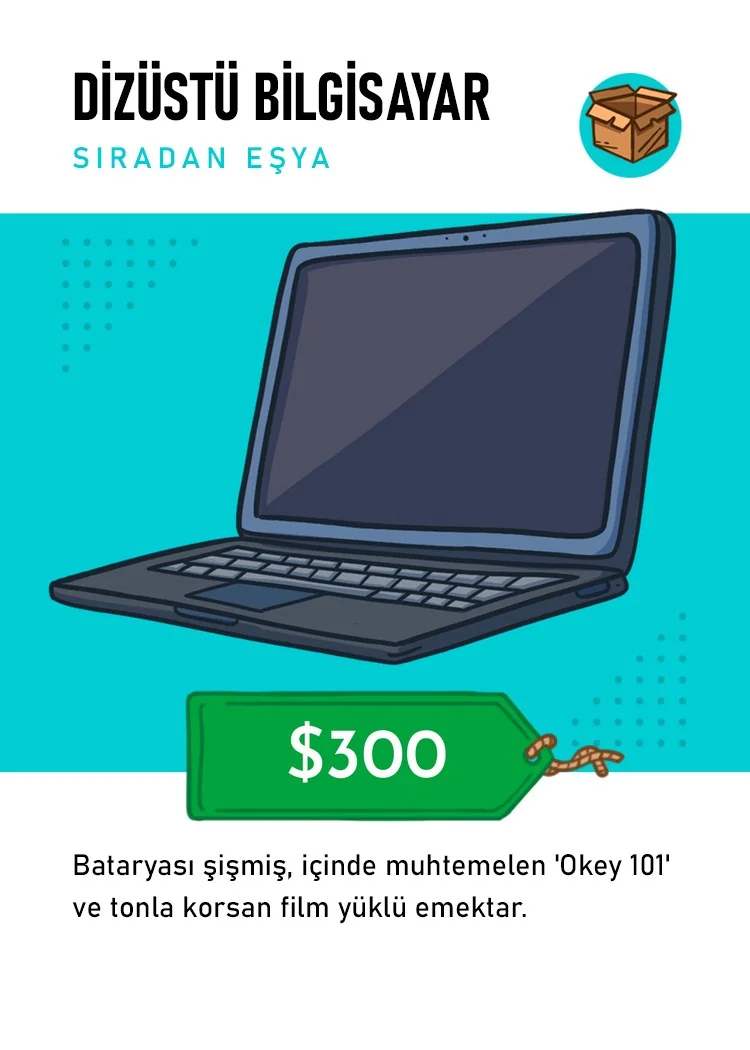 DİZÜSTÜ BİLGİSAYAR
SIRADAN EŞYA
$300
Bataryası şişmiş, içinde muhtemelen 'Okey 101'
ve tonla korsan film yüklü emektar.